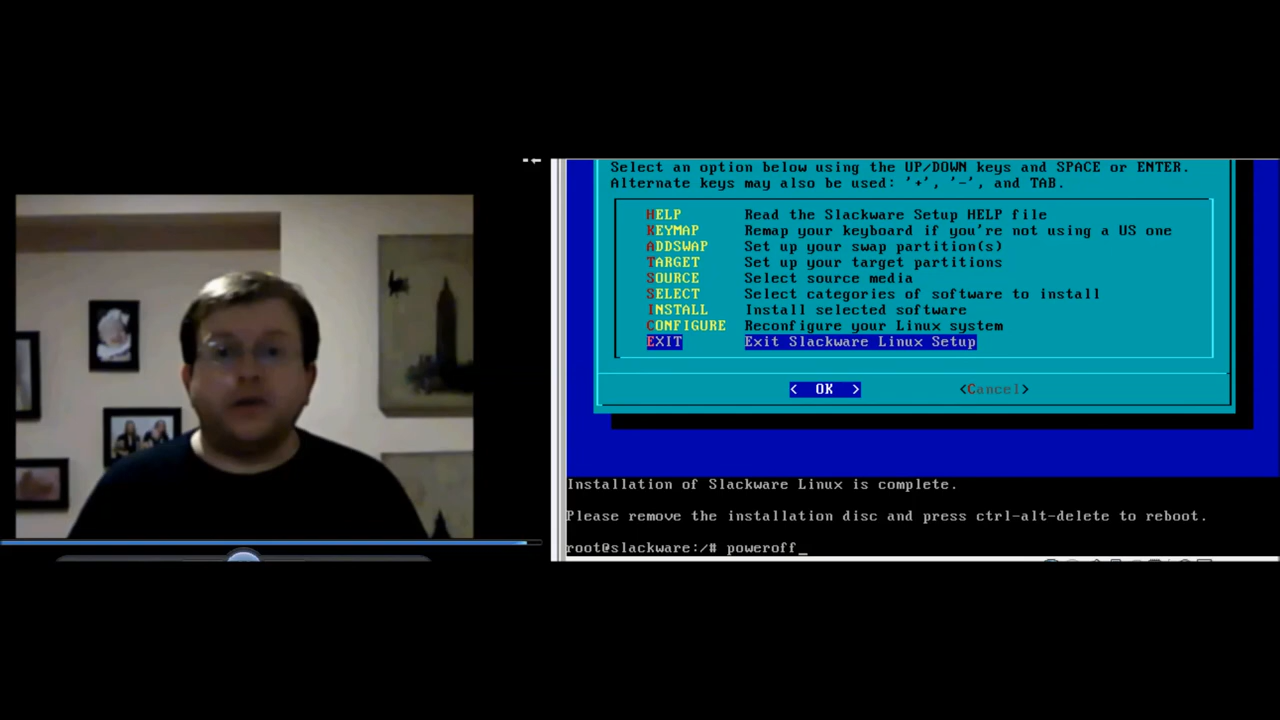 Select an option below using the UP/DOWN keys and SPACE or ENTER.
Alternate keys may also be used: '+', '-', and TAB.
HELP Read the Slackware Setup HELP file
KEYMAP Remap your keyboard if you're not using a US one
ADDSWAP Set up your swap partition(s)
TARGET Set up your target partitions
SOURCE Select source media
SELECT Select categories of software to install
INSTALL Install selected software
CONFIGURE Reconfigure your Linux system
EXIT Exit Slackware Linux Setup
< OK > <Cancel>
Installation of Slackware Linux is complete.
Please remove the installation disc and press ctrl-alt-delete to reboot.
root@slackware:/# poweroff_